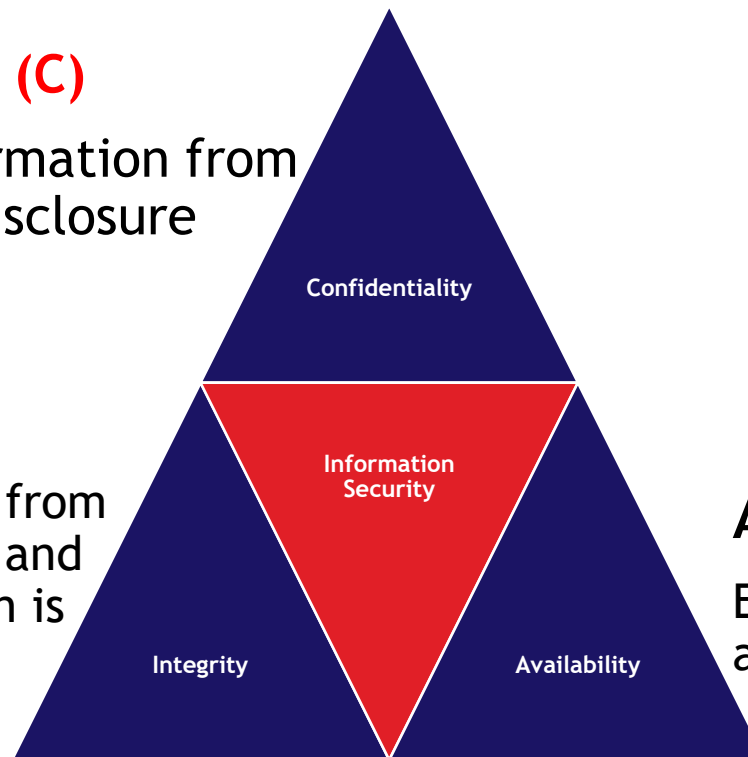 (C)
rmation from
sclosure
Confidentiality
Information
Security
from
and
n is
Integrity
Availability
A
E
a